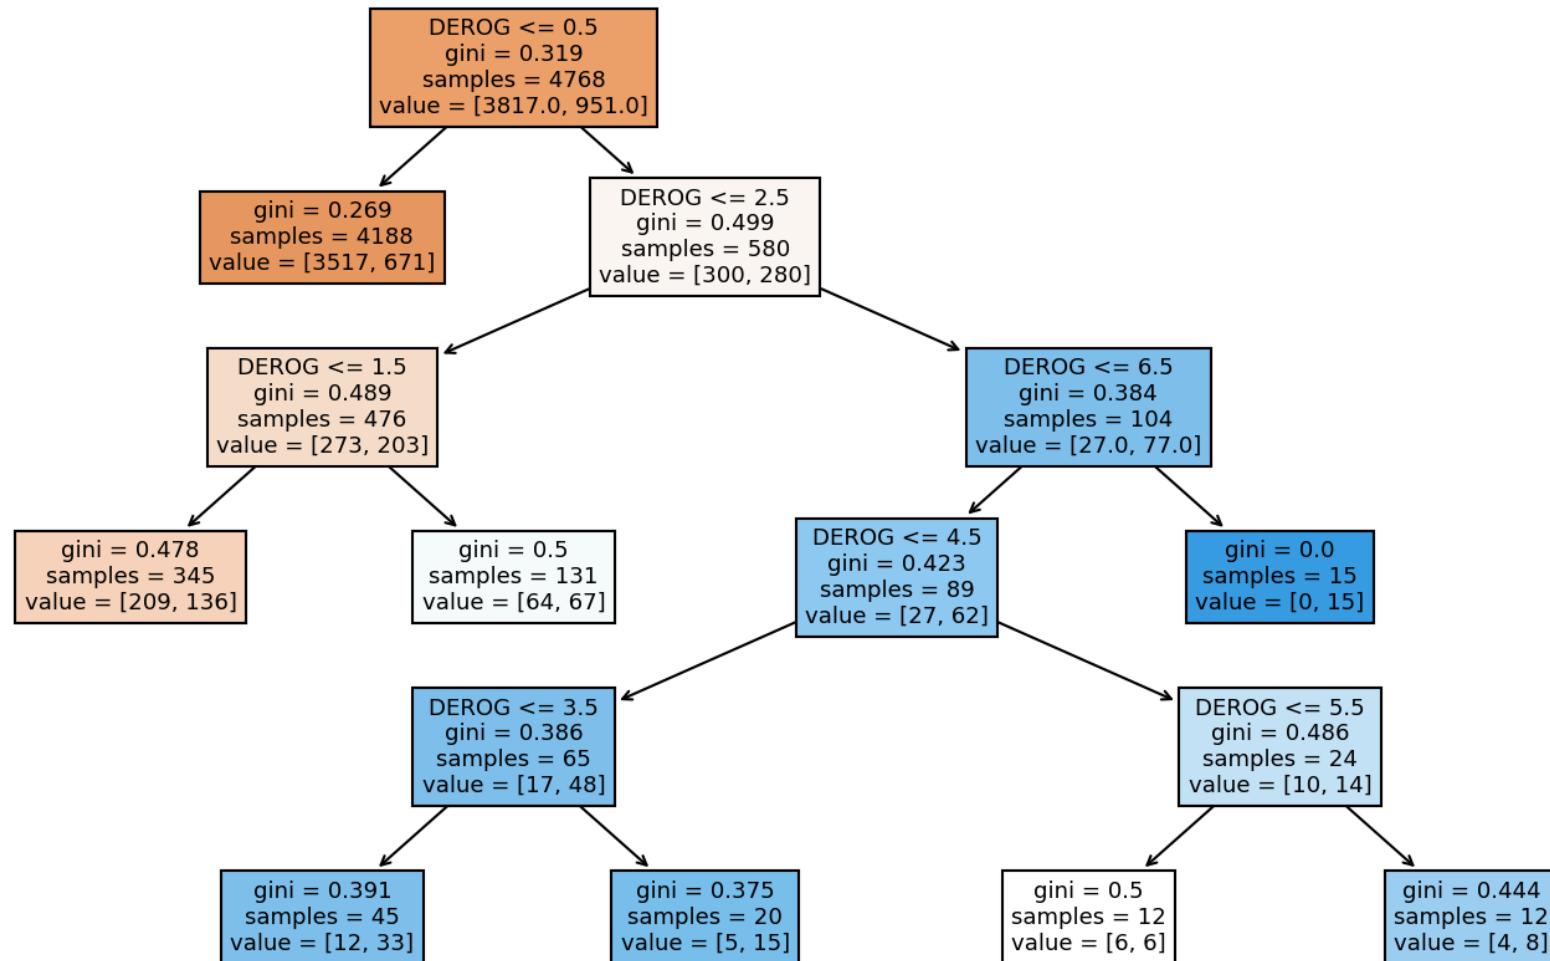 DEROG <= 0.5
gini = 0.319
samples = 4768
value = [3817.0, 951.0]
gini = 0.269
samples = 4188
value = [3517, 671]
DEROG <= 2.5
gini = 0.499
samples = 580
value = [300, 280]
DEROG <= 1.5
gini = 0.489
samples = 476
value = [273, 203]
DEROG <= 6.5
gini = 0.384
samples = 104
value = [27.0, 77.0]
gini = 0.478
samples = 345
value = [209, 136]
gini = 0.5
samples = 131
value = [64, 67]
DEROG <= 4.5
gini = 0.423
samples = 89
value = [27, 62]
gini = 0.0
samples = 15
value = [0, 15]
DEROG <= 3.5
gini = 0.386
samples = 65
value = [17, 48]
DEROG <= 5.5
gini = 0.486
samples = 24
value = [10, 14]
gini = 0.391
samples = 45
value = [12, 33]
gini = 0.375
samples = 20
value = [5, 15]
gini = 0.5
samples = 12
value = [6, 6]
gini = 0.444
samples = 12
value = [4, 8]